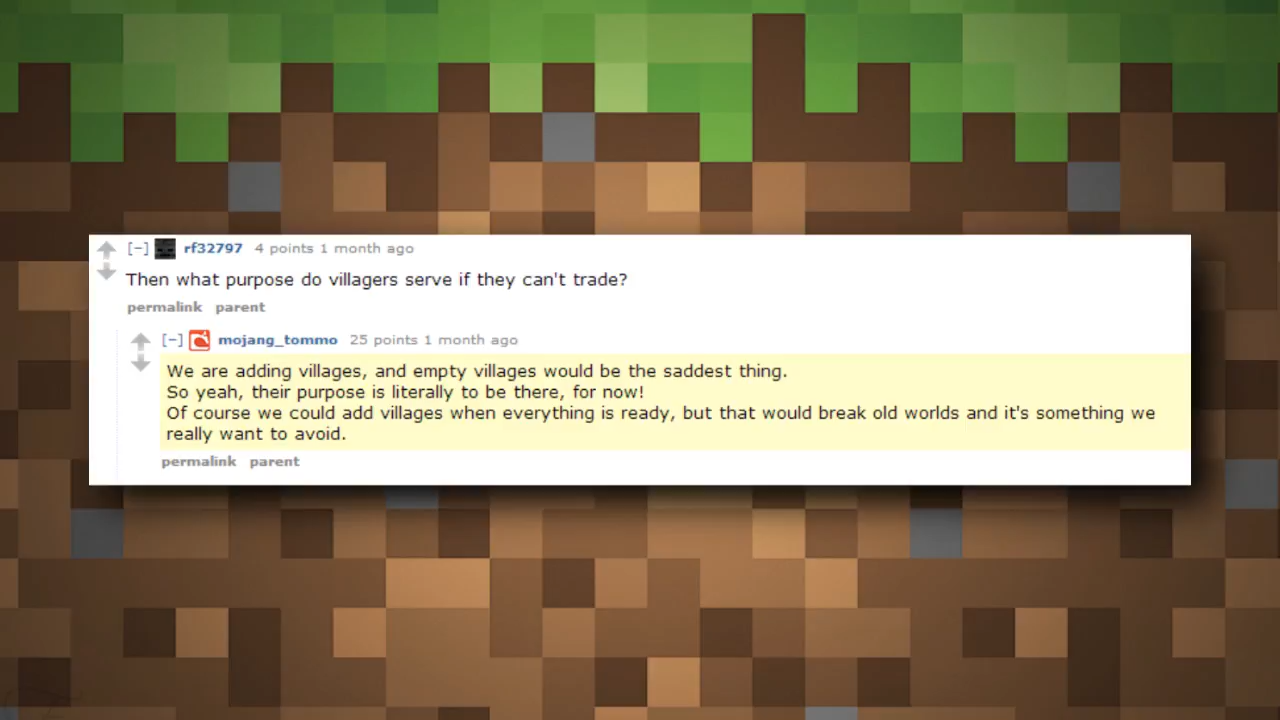 [−] rf32797 4 points 1 month ago
Then what purpose do villagers serve if they can't trade?
permalink parent
[−] mojang_tommo 25 points 1 month ago
We are adding villages, and empty villages would be the saddest thing.
So yeah, their purpose is literally to be there, for now!
Of course we could add villages when everything is ready, but that would break old worlds and it's something we
really want to avoid.
permalink parent